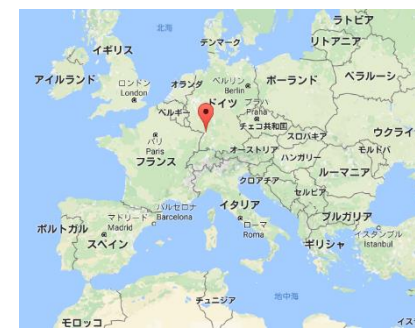 ラトビア
北海
デンマーク
リトアニア
イギリス
アイルランド
ロンドン
London
オランダ
ベルリン
Berlin
ポーランド
ベラルーシ
ベルギー
ドイツ
プラハ
Praha
チェコ共和国
ウクライ
スロバキア
パリ
Paris
フランス
オーストリア
モルドバ
ハンガリー
ルーマニア
クロアチア
セルビア
バルセロナ
Barcelona
イタリア
ブルガリア
ポルトガル
マドリード
Madrid
スペイン
ローマ
Roma
イスタンブル
Istanbul
ギリシャ
チュニジア
地中海
モロッコ
イス